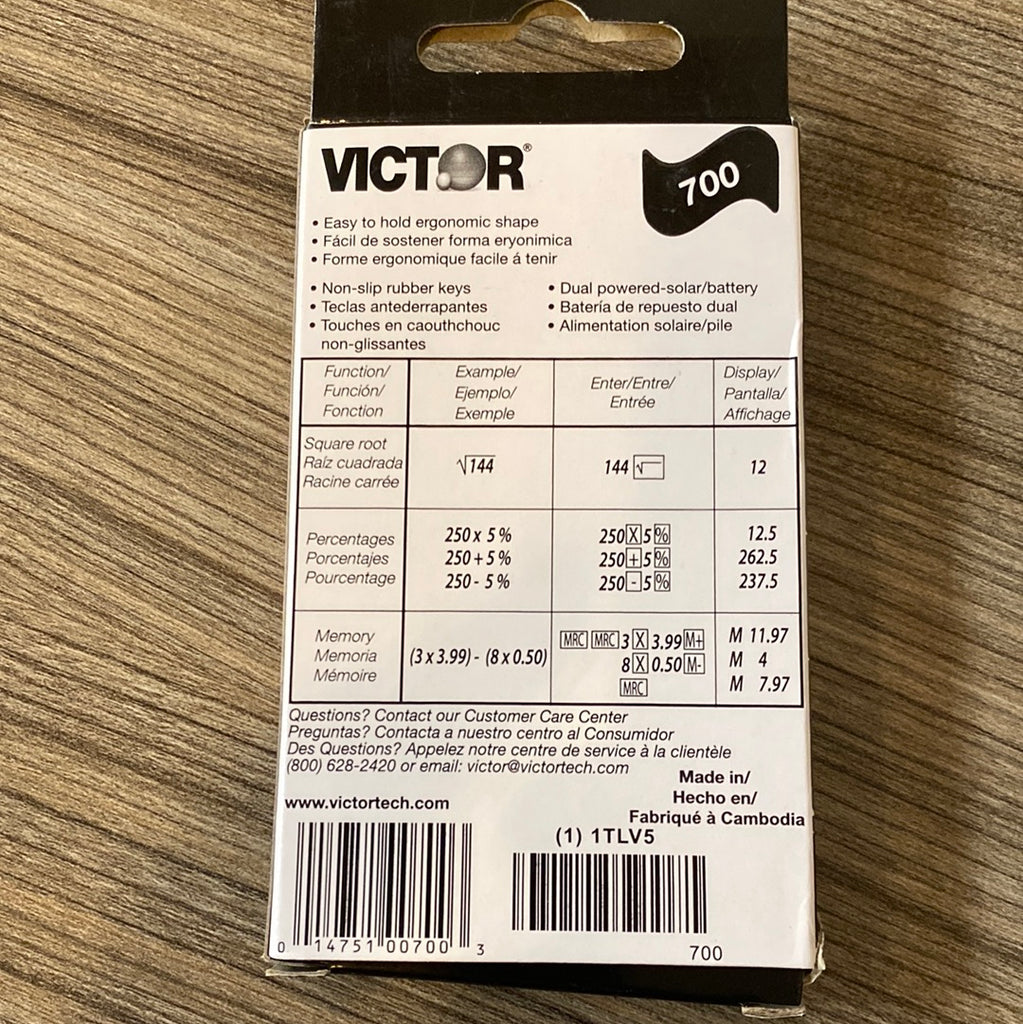 VICTOR®
700
• Easy to hold ergonomic shape
• Fácil de sostener forma eryonimica
• Forme ergonomique facile á tenir
• Non-slip rubber keys
• Teclas antederrapantes
• Touches en caouthchouc
non-glissantes
• Dual powered-solar/battery
• Batería de repuesto dual
• Alimentation solaire/pile
Function/
Función/
Fonction
Example/
Ejemplo/
Exemple
Enter/Entre/
Entrée
Display/
Pantalla/
Affichage
Square root
Raíz cuadrada
Racine carrée
√144
144 √
12
Percentages
Porcentajes
Pourcentage
250 x 5 %
250 + 5 %
250 - 5 %
250 X 5 %
250 + 5 %
250 - 5 %
12.5
262.5
237.5
Memory
Memoria
Mémoire
(3 x 3.99) - (8 x 0.50)
MRC MRC 3 X 3.99 M+
8 X 0.50 M-
MRC
M 11.97
M 4
M 7.97
Questions? Contact our Customer Care Center
Preguntas? Contacta a nuestro centro al Consumidor
Des Questions? Appelez notre centre de service à la clientèle
(800) 628-2420 or email: victor@victortech.com
www.victortech.com
Made in/
Hecho en/
Fabriqué à Cambodia
(1) 1TLV5
0 14751 00700 3
700